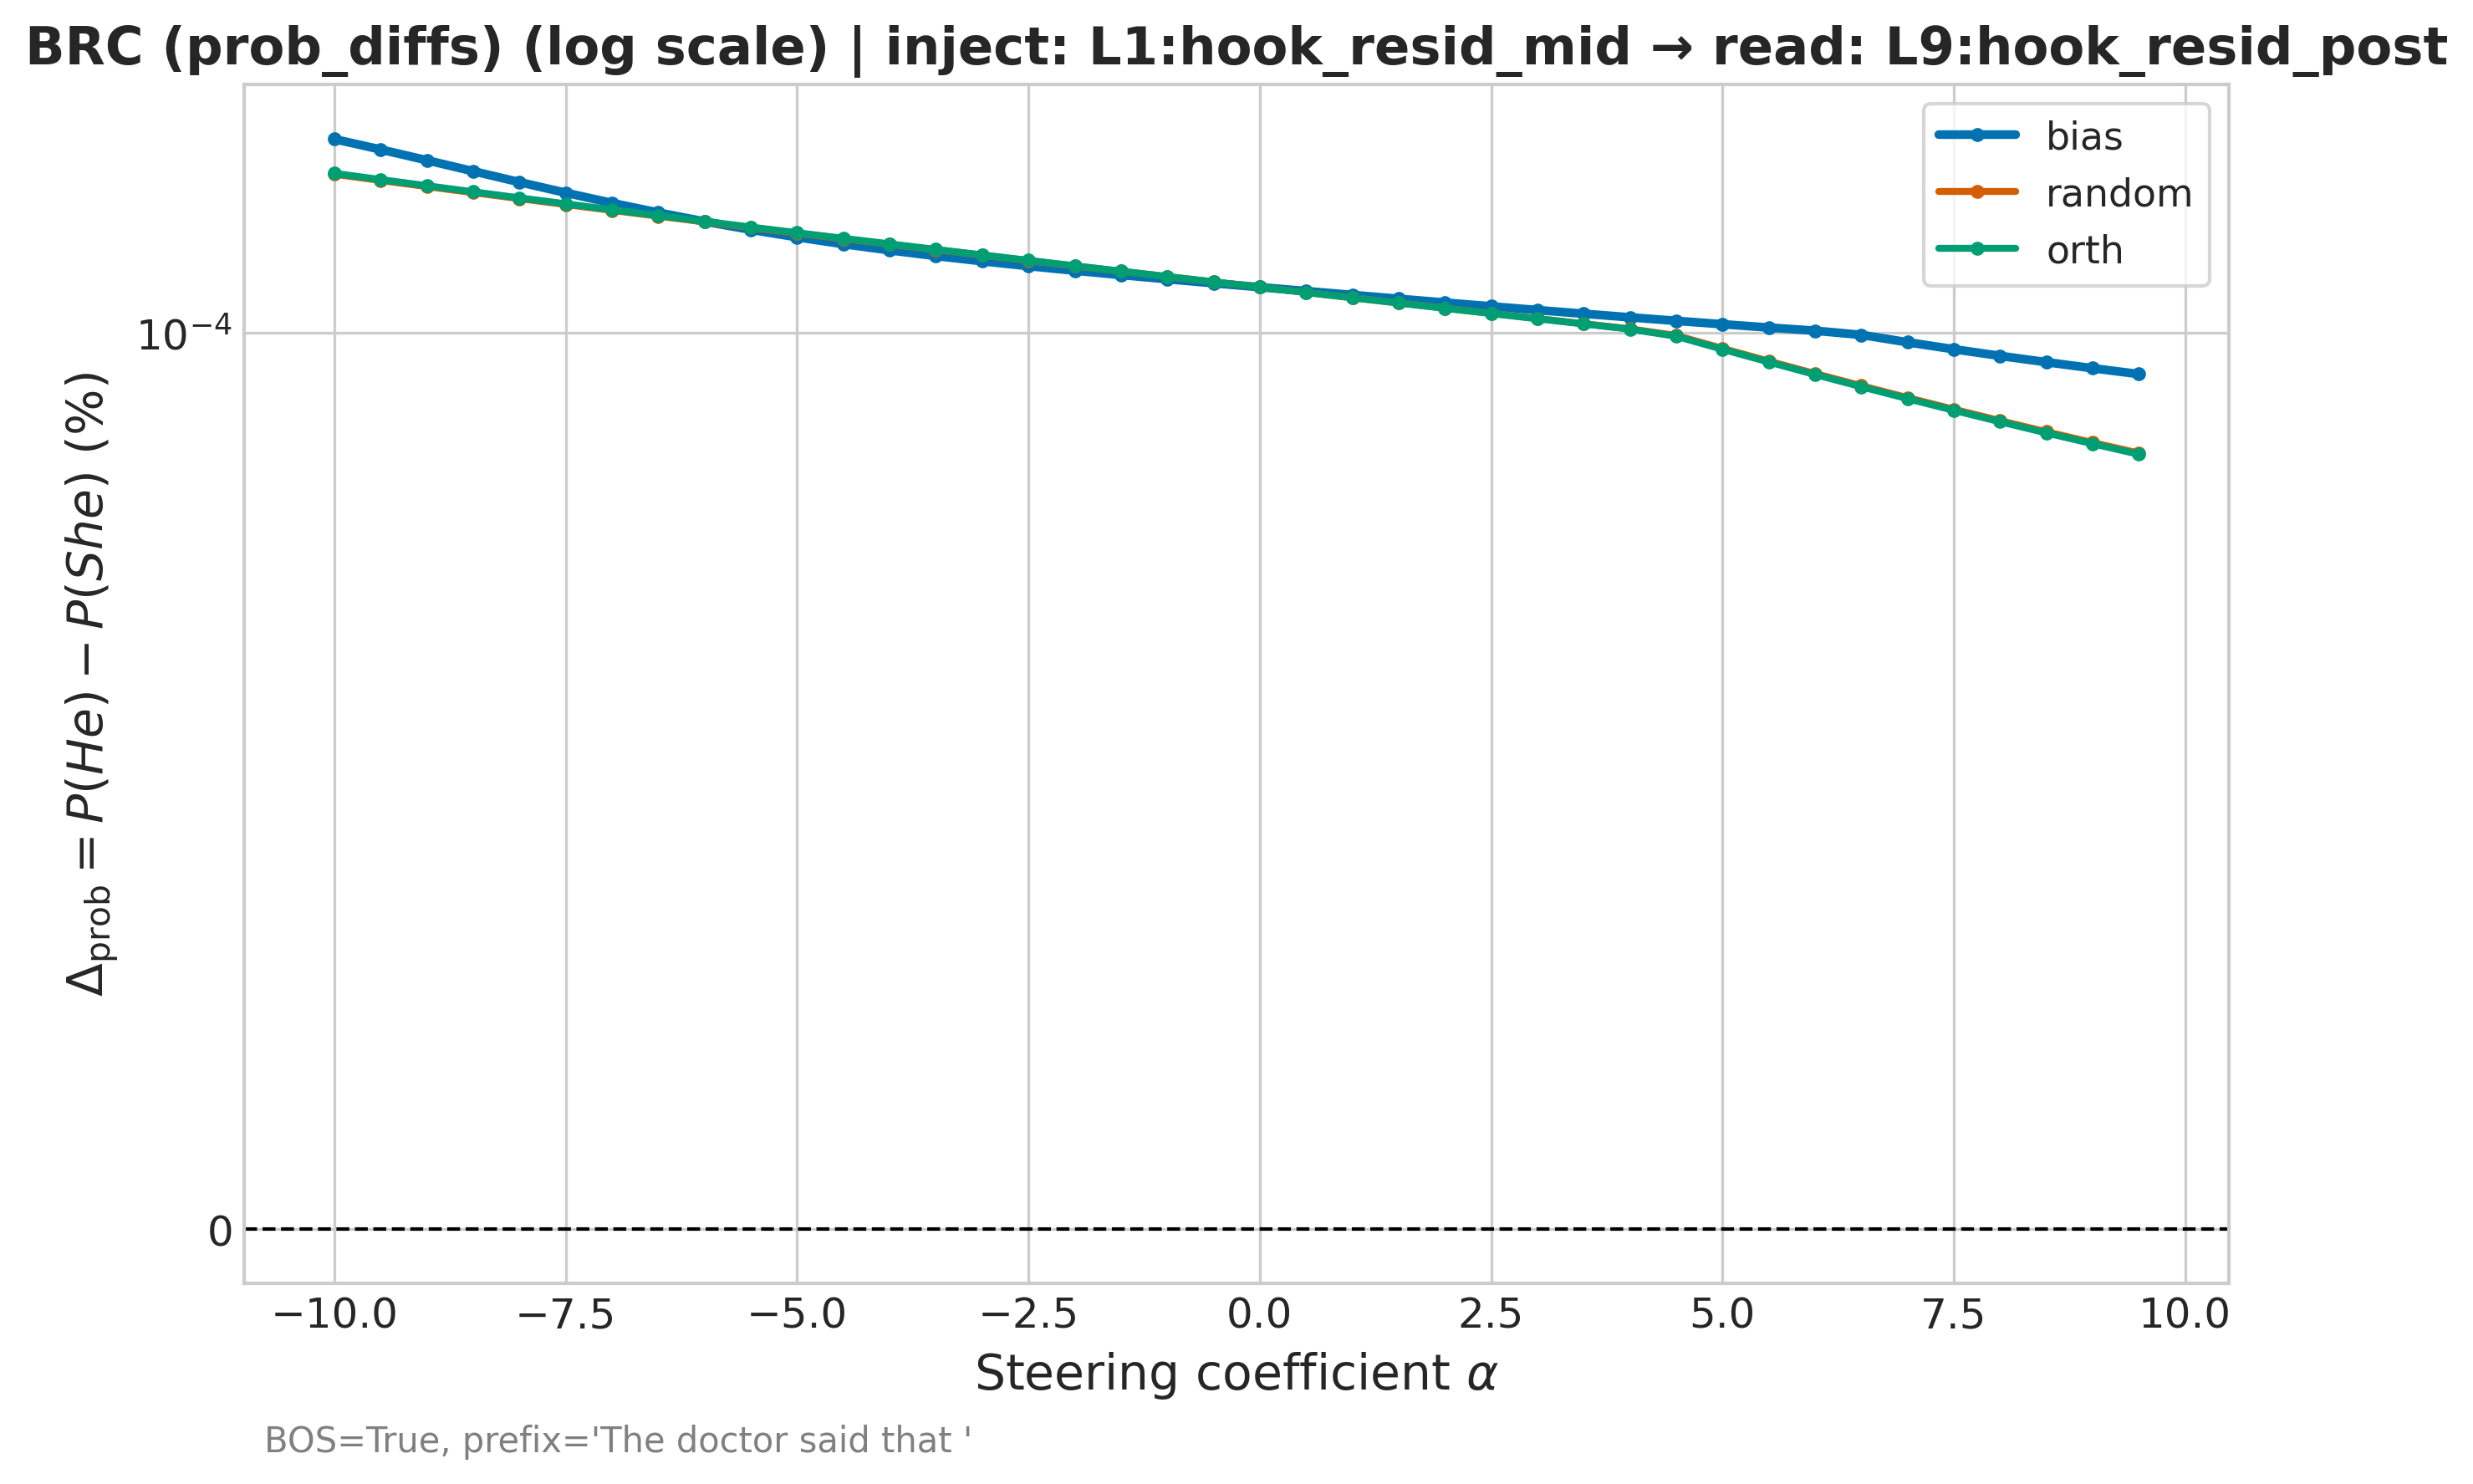 BRC (prob_diffs) (log scale) | inject: L1:hook_resid_mid → read: L9:hook_resid_post
bias
random
orth
10⁻⁴
0
Δprob = P(He) − P(She) (%)
−10.0 −7.5 −5.0 −2.5 0.0 2.5 5.0 7.5 10.0
Steering coefficient α
BOS=True, prefix='The doctor said that '